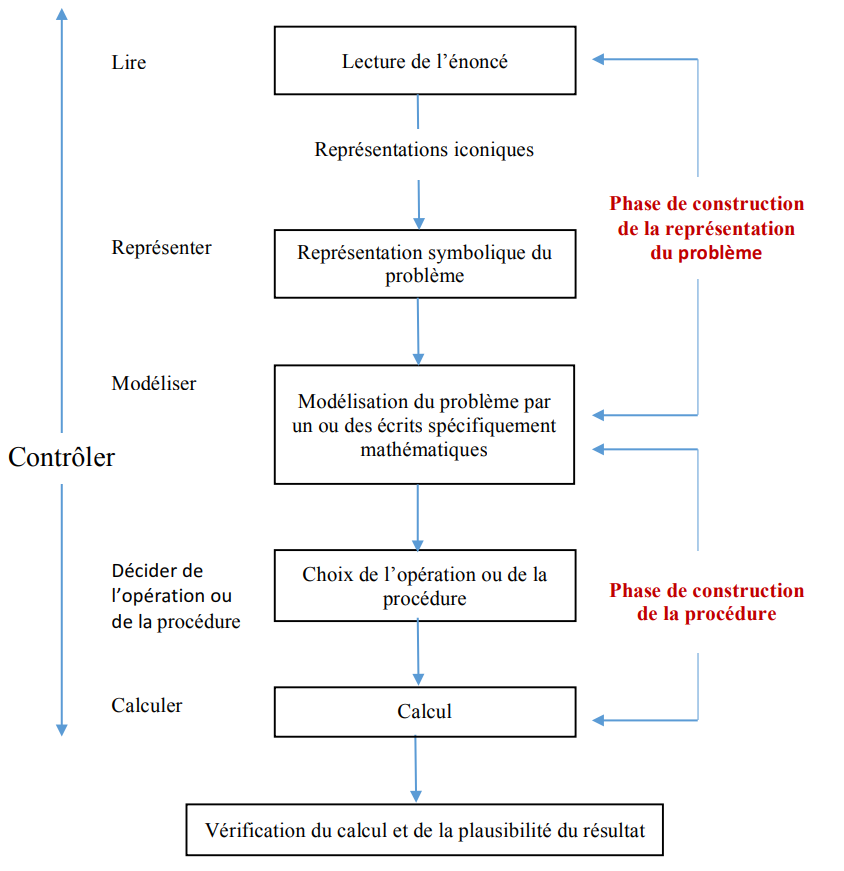 Lire
Lecture de l’énoncé
Représentations iconiques
Phase de construction
de la représentation
du problème
Représenter
Représentation symbolique du
problème
Modéliser
Modélisation du problème par
un ou des écrits spécifiquement
mathématiques
Contrôler
Décider de
l’opération ou
de la procédure
Choix de l’opération ou de la
procédure
Phase de construction
de la procédure
Calculer
Calcul
Vérification du calcul et de la plausibilité du résultat